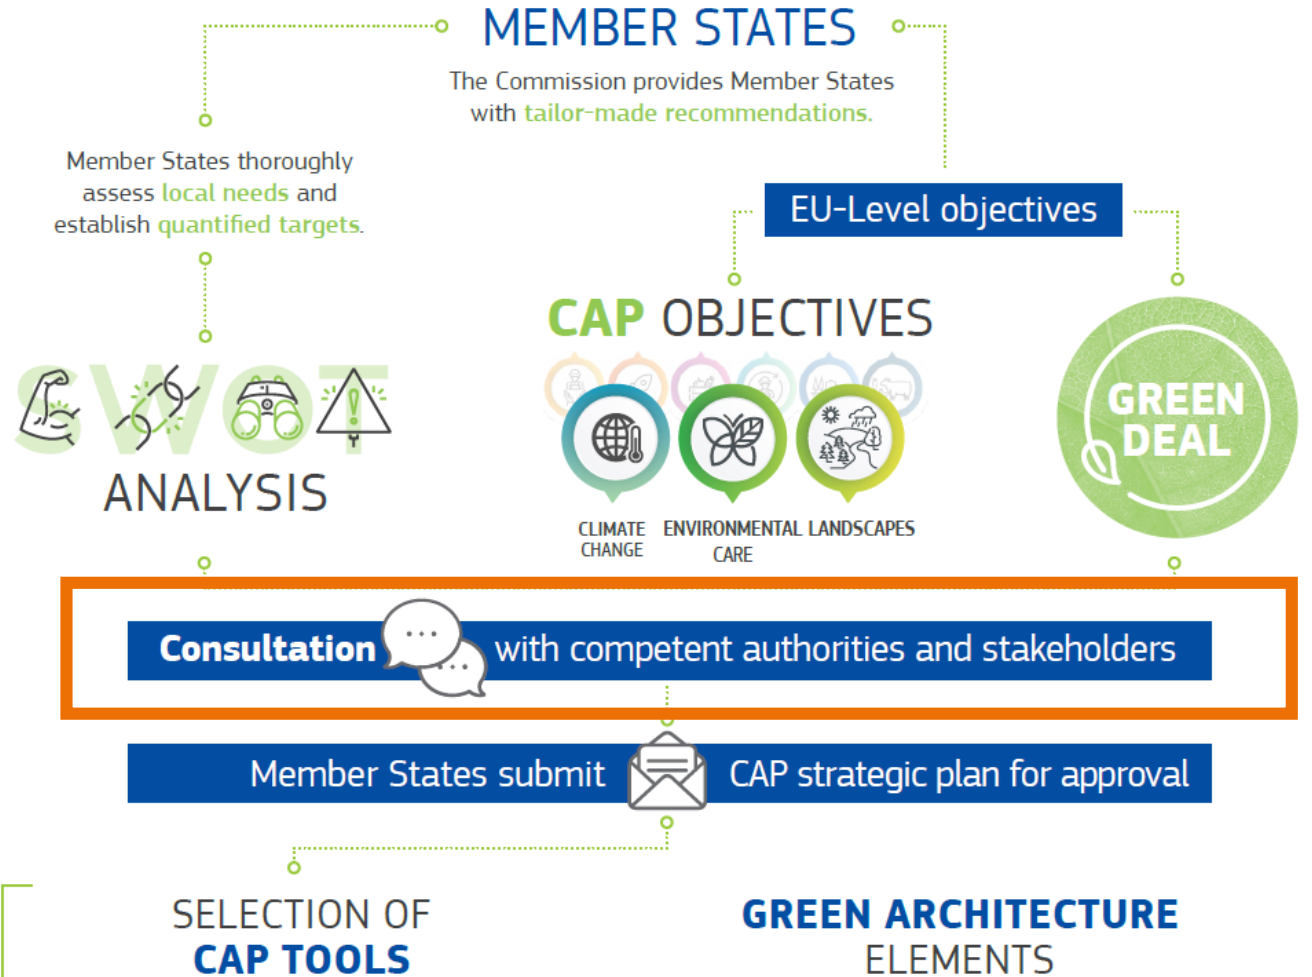 MEMBER STATES
The Commission provides Member States
with tailor-made recommendations.
Member States thoroughly
assess local needs and
establish quantified targets.
EU-Level objectives
SWOT
ANALYSIS
CAP OBJECTIVES
CLIMATE
CHANGE
ENVIRONMENTAL
CARE
LANDSCAPES
GREEN
DEAL
Consultation with competent authorities and stakeholders
Member States submit CAP strategic plan for approval
SELECTION OF
CAP TOOLS
GREEN ARCHITECTURE
ELEMENTS